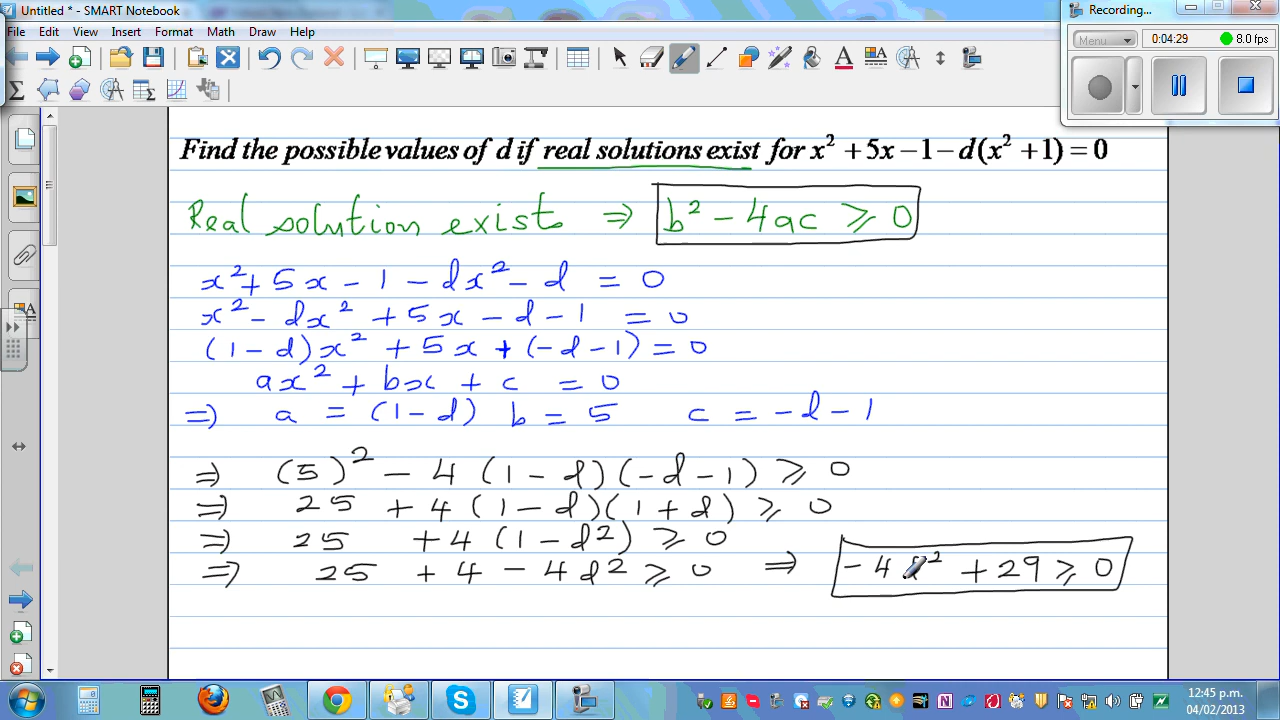 Untitled * - SMART Notebook
Recording...
File Edit View Insert Format Math Draw Help
Menu
0:04:29
8.0 fps
Find the possible values of d if real solutions exist for x² + 5x − 1 − d(x² + 1) = 0
Real solution exists ⇒ b² − 4ac ⩾ 0
x² + 5x − 1 − dx² − d = 0
x² − dx² + 5x − d − 1 = 0
(1 − d)x² + 5x + (−d − 1) = 0
ax² + bx + c = 0
⇒ a = (1 − d) b = 5 c = −d − 1
⇒ (5)² − 4(1 − d)(−d − 1) ⩾ 0
⇒ 25 + 4(1 − d)(1 + d) ⩾ 0
⇒ 25 + 4(1 − d²) ⩾ 0
⇒ 25 + 4 − 4d² ⩾ 0 ⇒ −4d² + 29 ⩾ 0
12:45 p.m.
04/02/2013